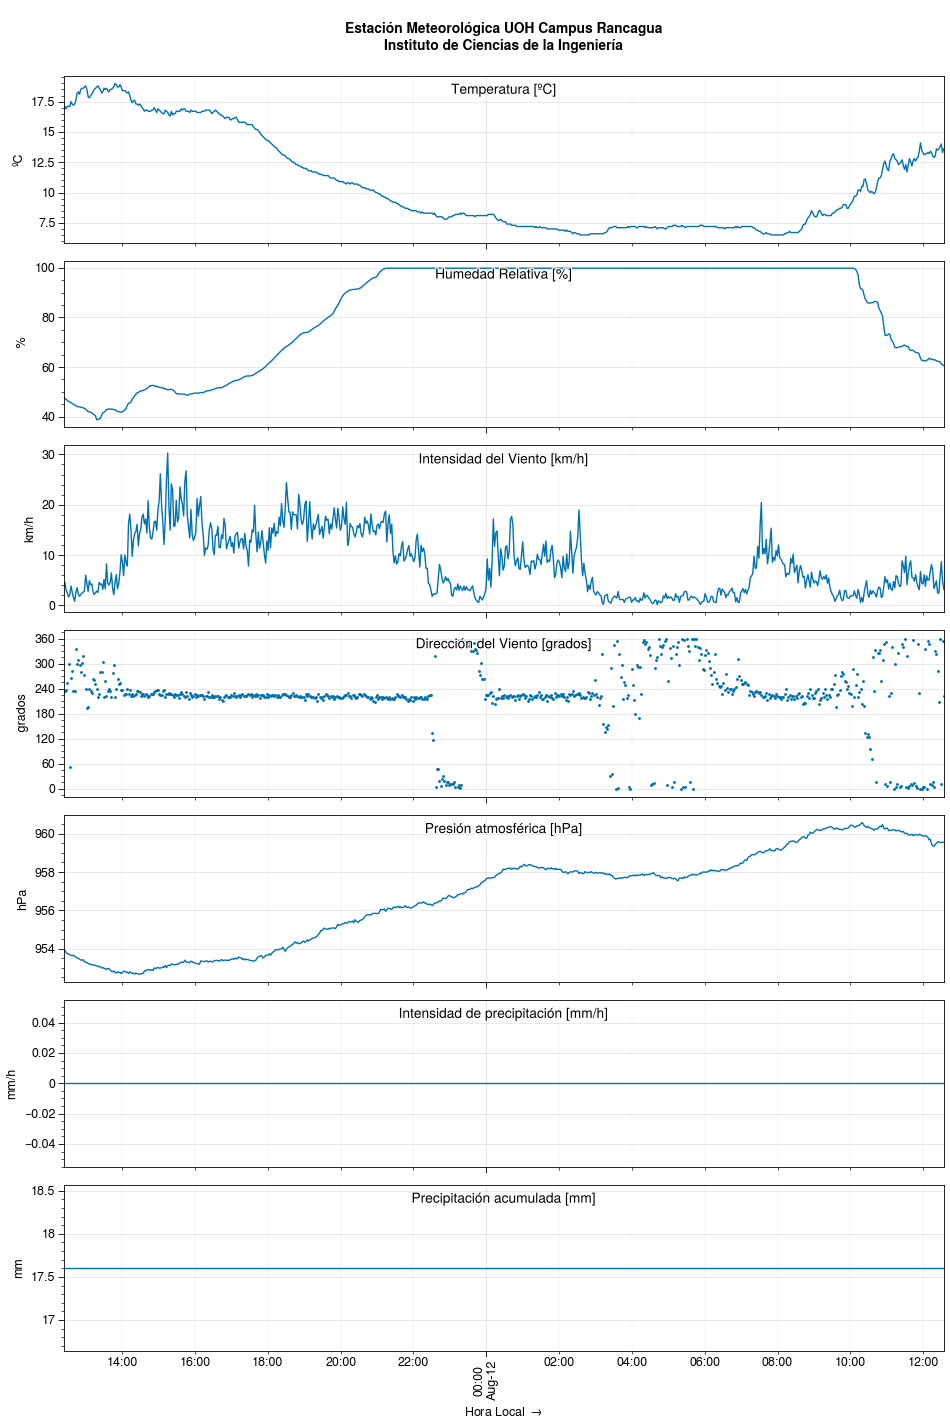 Estación Meteorológica UOH Campus Rancagua
Instituto de Ciencias de la Ingeniería
Temperatura [ºC]
ºC
17.5
15
12.5
10
7.5
Humedad Relativa [%]
%
100
80
60
40
Intensidad del Viento [km/h]
km/h
30
20
10
0
Dirección del Viento [grados]
grados
360
300
240
180
120
60
0
Presión atmosférica [hPa]
hPa
960
958
956
954
Intensidad de precipitación [mm/h]
mm/h
0.04
0.02
0
−0.02
−0.04
Precipitación acumulada [mm]
mm
18.5
18
17.5
17
14:00 16:00 18:00 20:00 22:00 00:00 02:00 04:00 06:00 08:00 10:00 12:00
Aug-12
Hora Local →